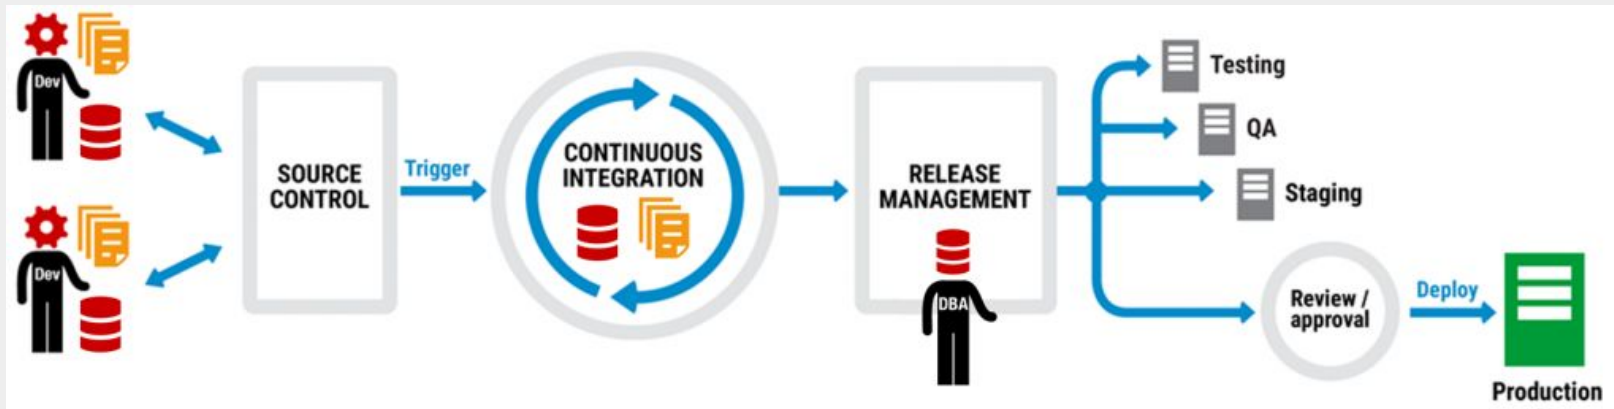 Dev
Dev
SOURCE
CONTROL
Trigger
CONTINUOUS
INTEGRATION
RELEASE
MANAGEMENT
DBA
Testing
QA
Staging
Review /
approval
Deploy
Production